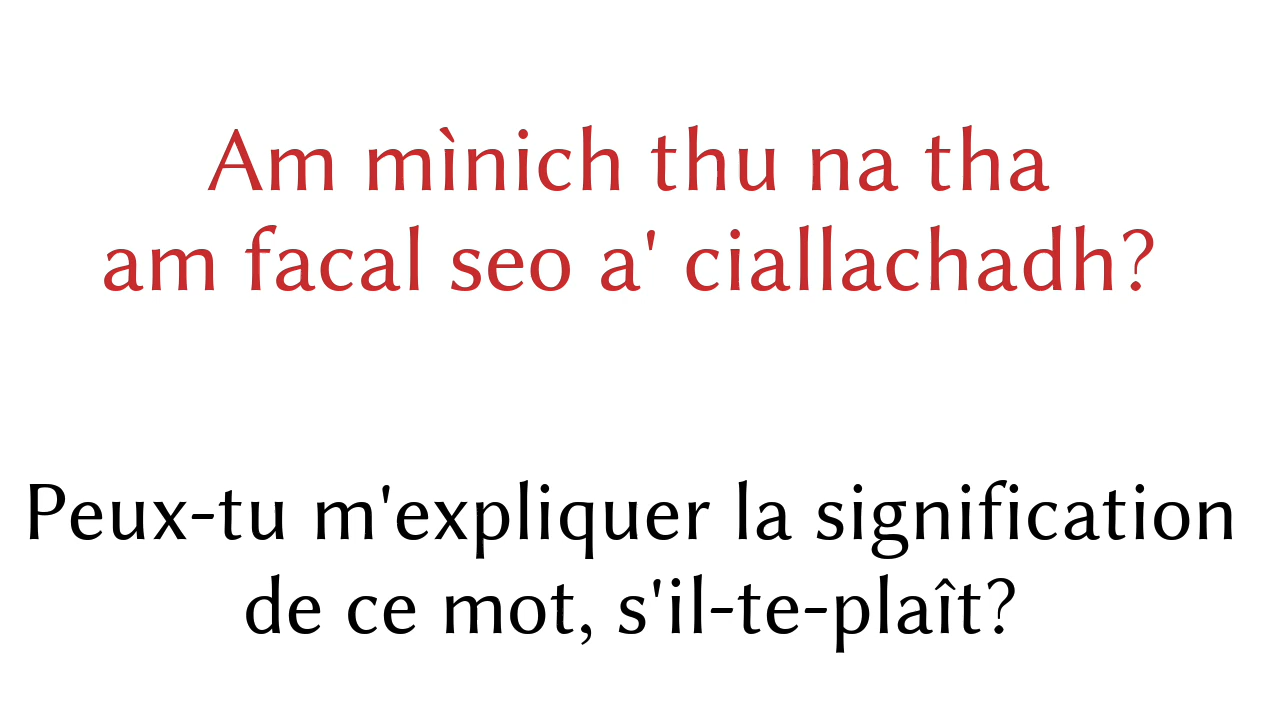 Am mìnich thu na tha
am facal seo a' ciallachadh?
Peux-tu m'expliquer la signification
de ce mot, s'il-te-plaît?